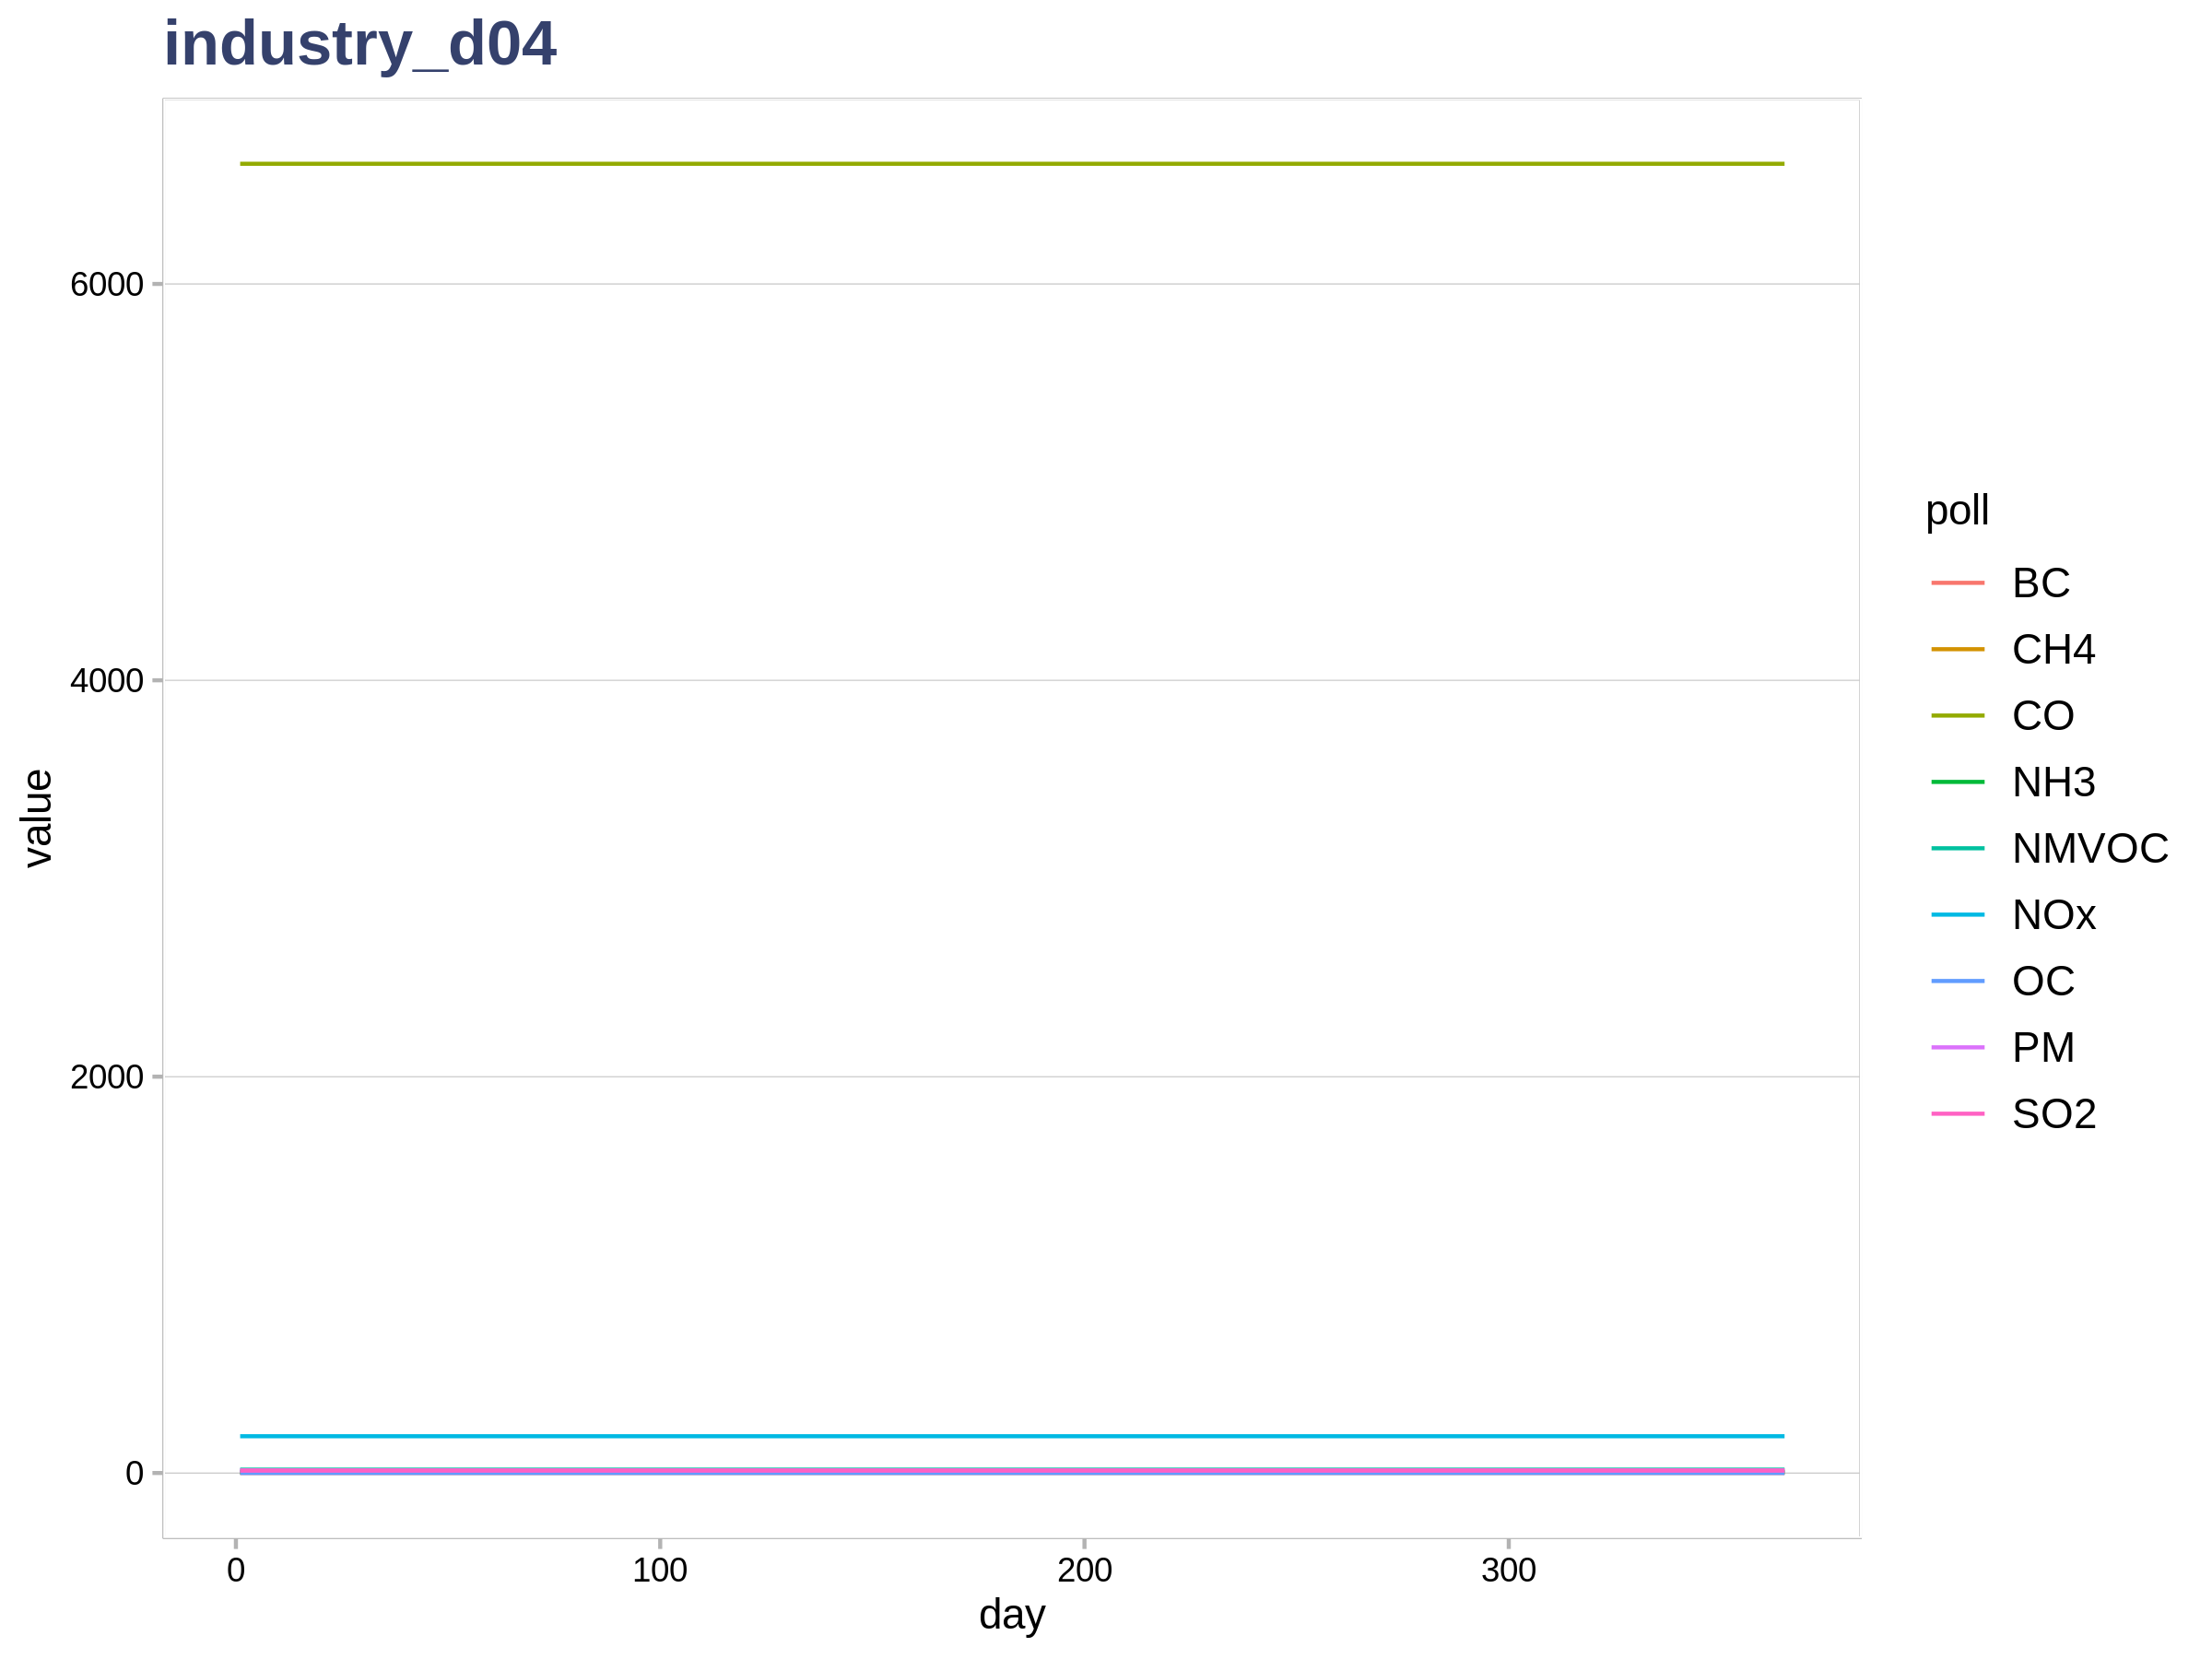 industry_d04
6000
4000
2000
0
value
0 100 200 300
day
poll
BC
CH4
CO
NH3
NMVOC
NOx
OC
PM
SO2